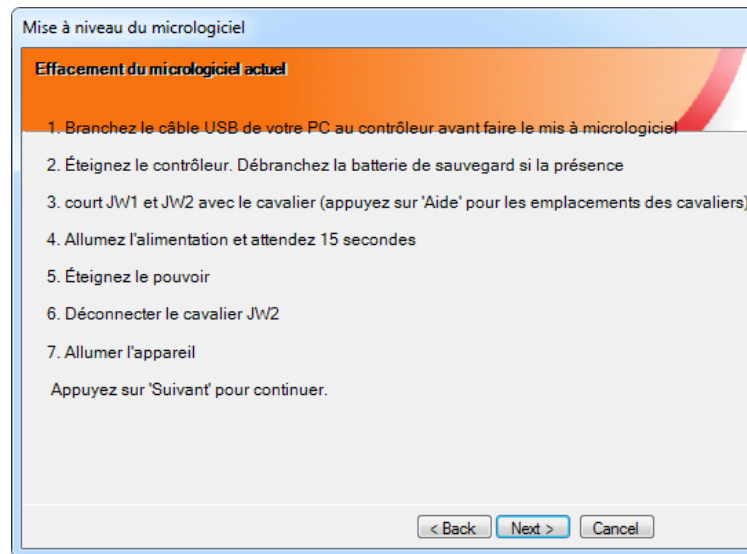 Mise à niveau du micrologiciel
Effacement du micrologiciel actuel
1. Branchez le câble USB de votre PC au contrôleur avant faire le mis à micrologiciel
2. Éteignez le contrôleur. Débranchez la batterie de sauvegard si la présence
3. court JW1 et JW2 avec le cavalier (appuyez sur 'Aide' pour les emplacements des cavaliers)
4. Allumez l'alimentation et attendez 15 secondes
5. Éteignez le pouvoir
6. Déconnecter le cavalier JW2
7. Allumer l'appareil
Appuyez sur 'Suivant' pour continuer.
< Back Next > Cancel